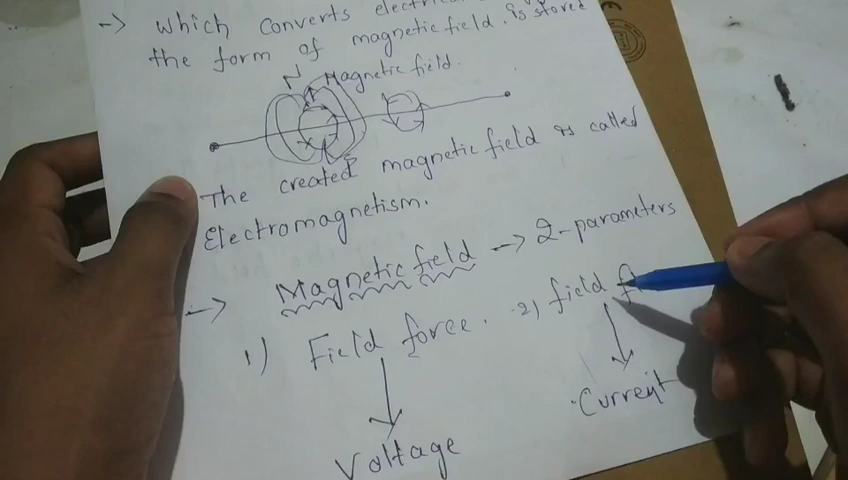 -> which converts
the form of magnetic field. is stored
N
Magnetic field.
S
The created magnetic field is called
Electromagnetism.
-> Magnetic field -> 2-parameters
1) Field force. 2) field f
Voltage
Current